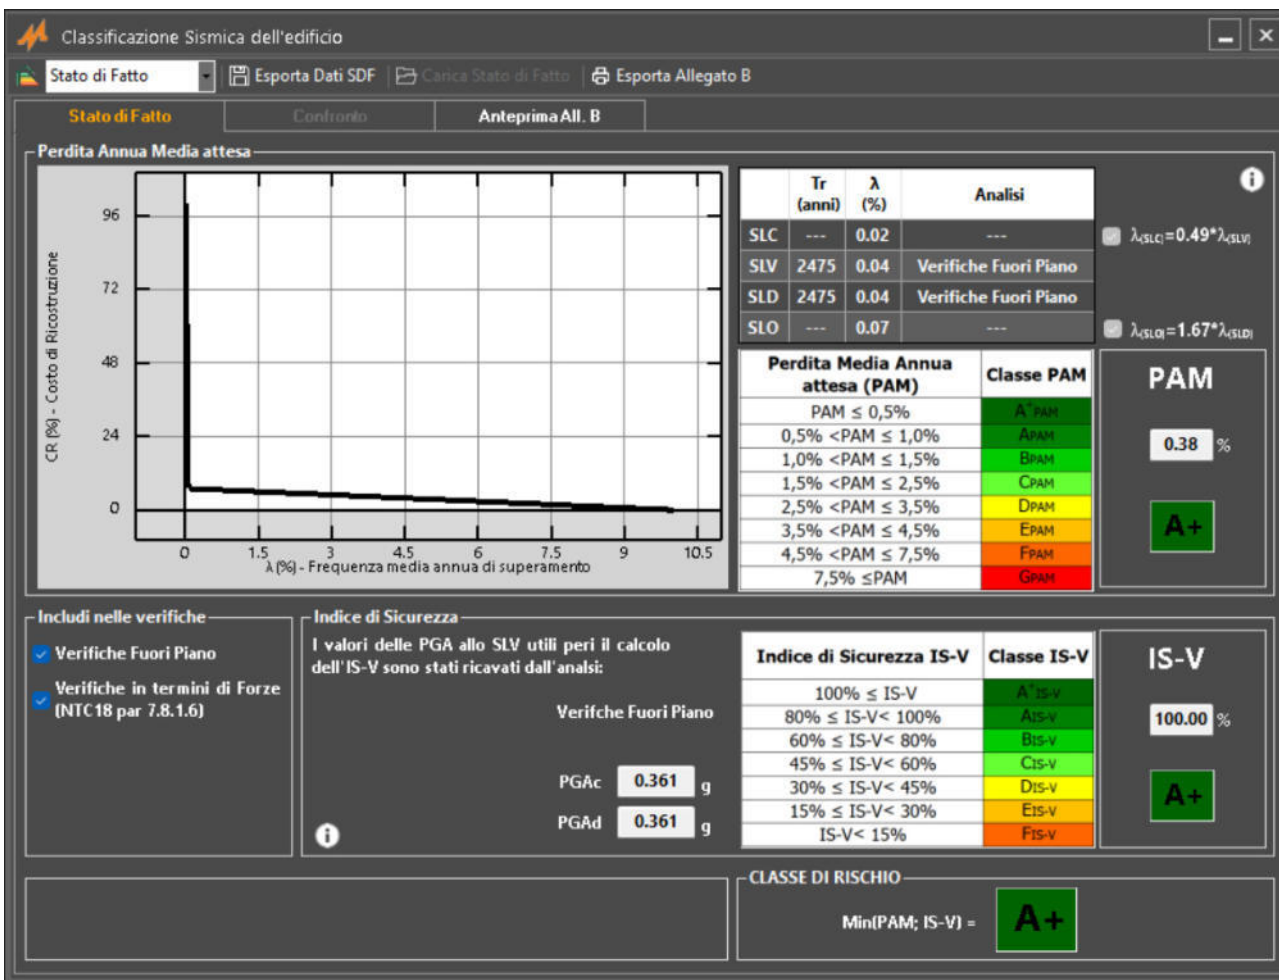 Classificazione Sismica dell'edificio
Stato di Fatto Esporta Dati SDF Carica Stato di Fatto Esporta Allegato B
Stato di Fatto Confronto Anteprima All. B
Perdita Annua Media attesa
CR (%) - Costo di Ricostruzione
96
72
48
24
0
0 1.5 3 4.5 6 7.5 9 10.5
λ (%) - Frequenza media annua di superamento
Tr (anni) λ (%) Analisi
SLC --- 0.02 ---
SLV 2475 0.04 Verifiche Fuori Piano
SLD 2475 0.04 Verifiche Fuori Piano
SLO --- 0.07 ---
λ(SLC)=0.49*λ(SLV)
λ(SLO)=1.67*λ(SLD)
Perdita Media Annua attesa (PAM) Classe PAM
PAM ≤ 0,5% A+PAM
0,5% <PAM ≤ 1,0% APAM
1,0% <PAM ≤ 1,5% BPAM
1,5% <PAM ≤ 2,5% CPAM
2,5% <PAM ≤ 3,5% DPAM
3,5% <PAM ≤ 4,5% EPAM
4,5% <PAM ≤ 7,5% FPAM
7,5% ≤PAM GPAM
PAM
0.38 %
A+
Includi nelle verifiche
Verifiche Fuori Piano
Verifiche in termini di Forze
(NTC18 par 7.8.1.6)
Indice di Sicurezza
I valori delle PGA allo SLV utili peri il calcolo
dell'IS-V sono stati ricavati dall'analsi:
Verifche Fuori Piano
PGAc 0.361 g
PGAd 0.361 g
Indice di Sicurezza IS-V Classe IS-V
100% ≤ IS-V A+IS-V
80% ≤ IS-V< 100% AIS-V
60% ≤ IS-V< 80% BIS-V
45% ≤ IS-V< 60% CIS-V
30% ≤ IS-V< 45% DIS-V
15% ≤ IS-V< 30% EIS-V
IS-V< 15% FIS-V
IS-V
100.00 %
A+
CLASSE DI RISCHIO
Min(PAM; IS-V) = A+